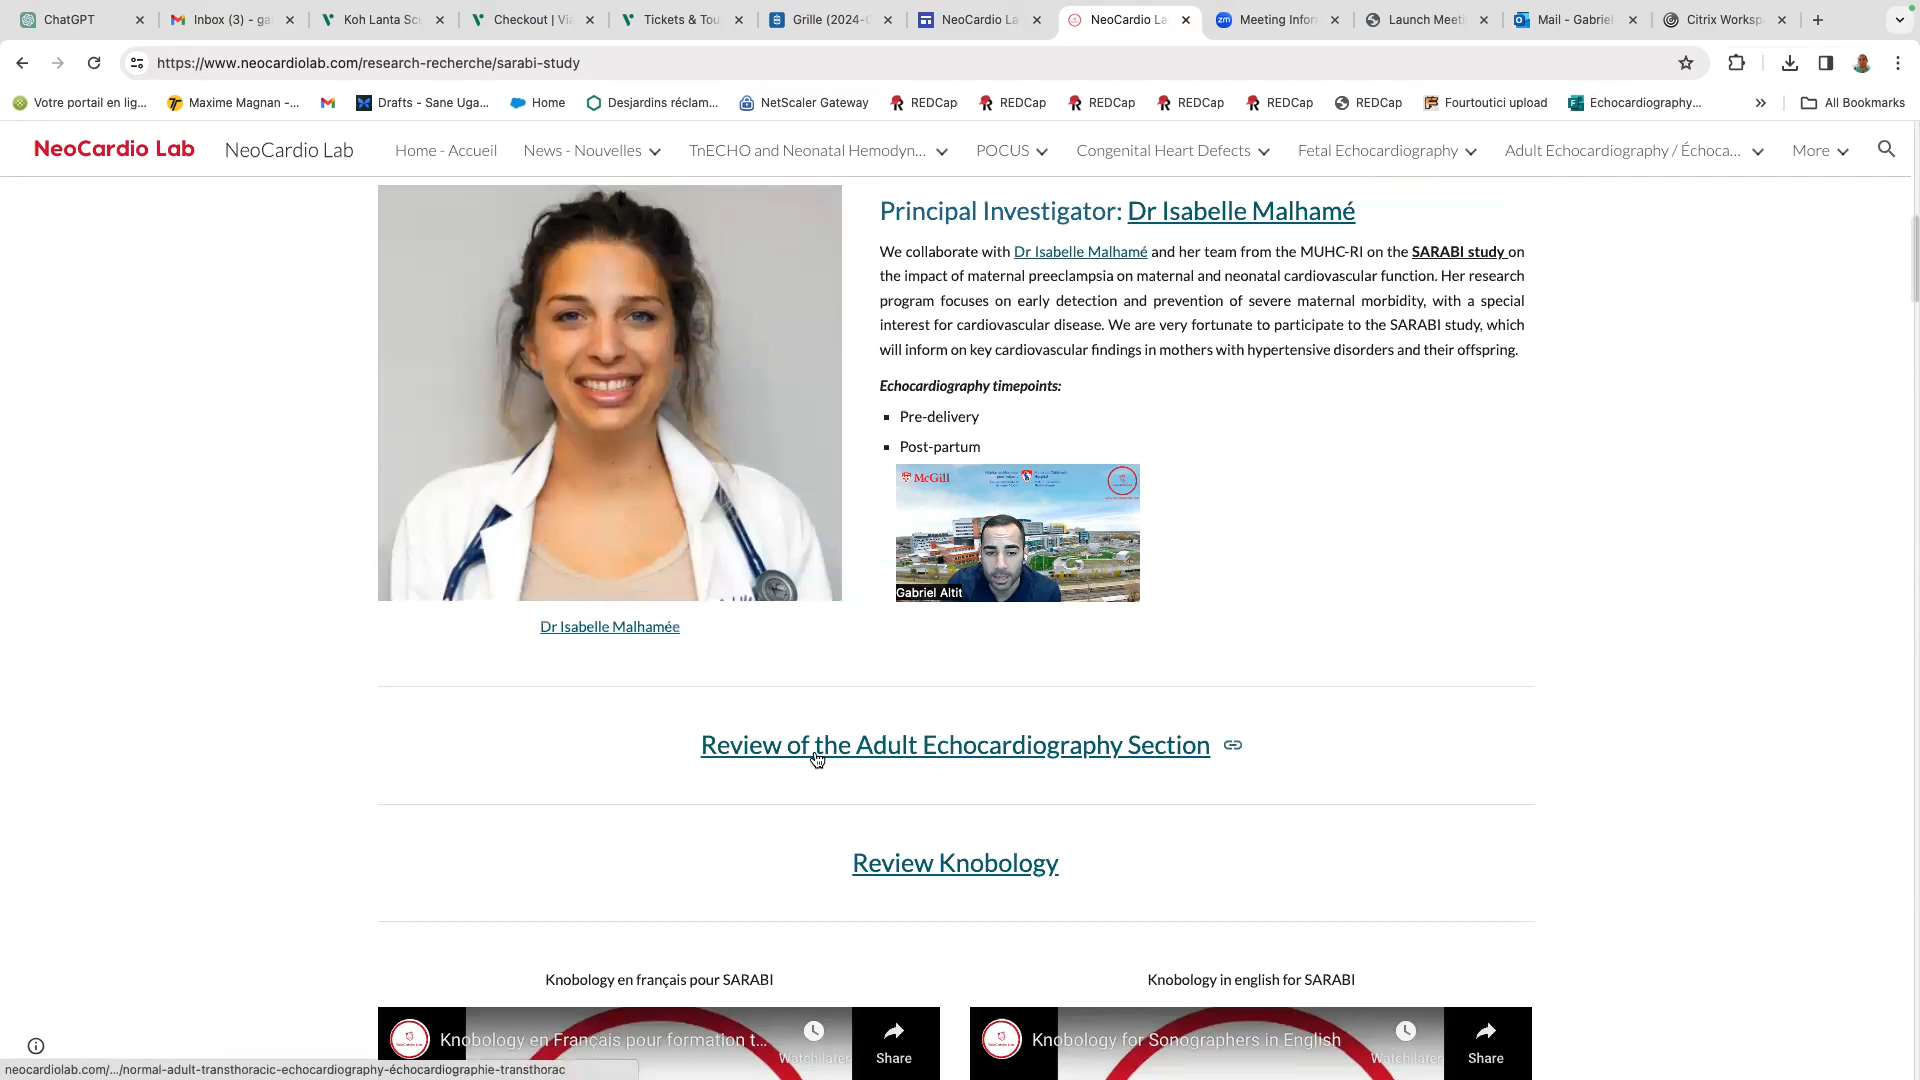 ChatGPT
Inbox (3) - ga
Koh Lanta Scu
Checkout | Via
Tickets & Tou
Grille (2024-0
NeoCardio La
NeoCardio La
Meeting Infor
Launch Meeti
Mail - Gabriel
Citrix Worksp
https://www.neocardiolab.com/research-recherche/sarabi-study
Votre portail en lig...
Maxime Magnan -...
Drafts - Sane Uga...
Home
Desjardins réclam...
NetScaler Gateway
REDCap
REDCap
REDCap
REDCap
REDCap
REDCap
Fourtoutici upload
Echocardiography...
All Bookmarks
NeoCardio Lab
NeoCardio Lab
Home - Accueil
News - Nouvelles
TnECHO and Neonatal Hemodyn...
POCUS
Congenital Heart Defects
Fetal Echocardiography
Adult Echocardiography / Échoca...
More
Principal Investigator: Dr Isabelle Malhamé
We collaborate with Dr Isabelle Malhamé and her team from the MUHC-RI on the SARABI study on
the impact of maternal preeclampsia on maternal and neonatal cardiovascular function. Her research
program focuses on early detection and prevention of severe maternal morbidity, with a special
interest for cardiovascular disease. We are very fortunate to participate to the SARABI study, which
will inform on key cardiovascular findings in mothers with hypertensive disorders and their offspring.
Echocardiography timepoints:
▪ Pre-delivery
▪ Post-partum
McGill
Gabriel Altit
Dr Isabelle Malhamée
Review of the Adult Echocardiography Section
Review Knobology
Knobology en français pour SARABI
Knobology in english for SARABI
Knobology en Français pour formation t...
Watch later
Share
Knobology for Sonographers in English
Watch later
Share
neocardiolab.com/.../normal-adult-transthoracic-echocardiography-échocardiographie-transthorac